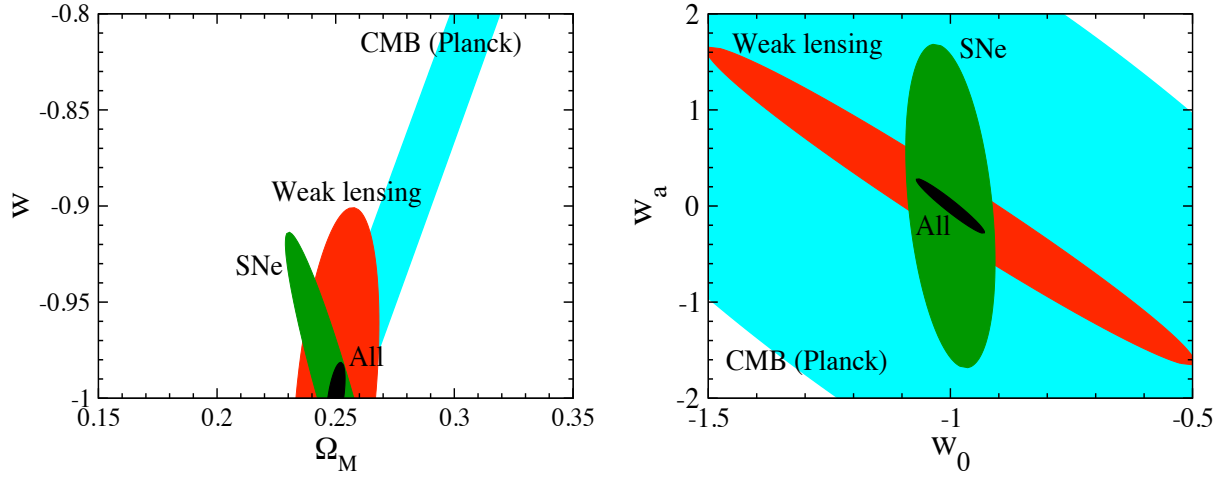 -0.8
-0.85
-0.9
-0.95
-1
w
0.15
0.2
0.25
0.3
0.35
Ω_M
CMB (Planck)
Weak lensing
SNe
All
2
1
0
-1
-2
w_a
-1.5
-1
-0.5
w_0
Weak lensing
SNe
All
CMB (Planck)